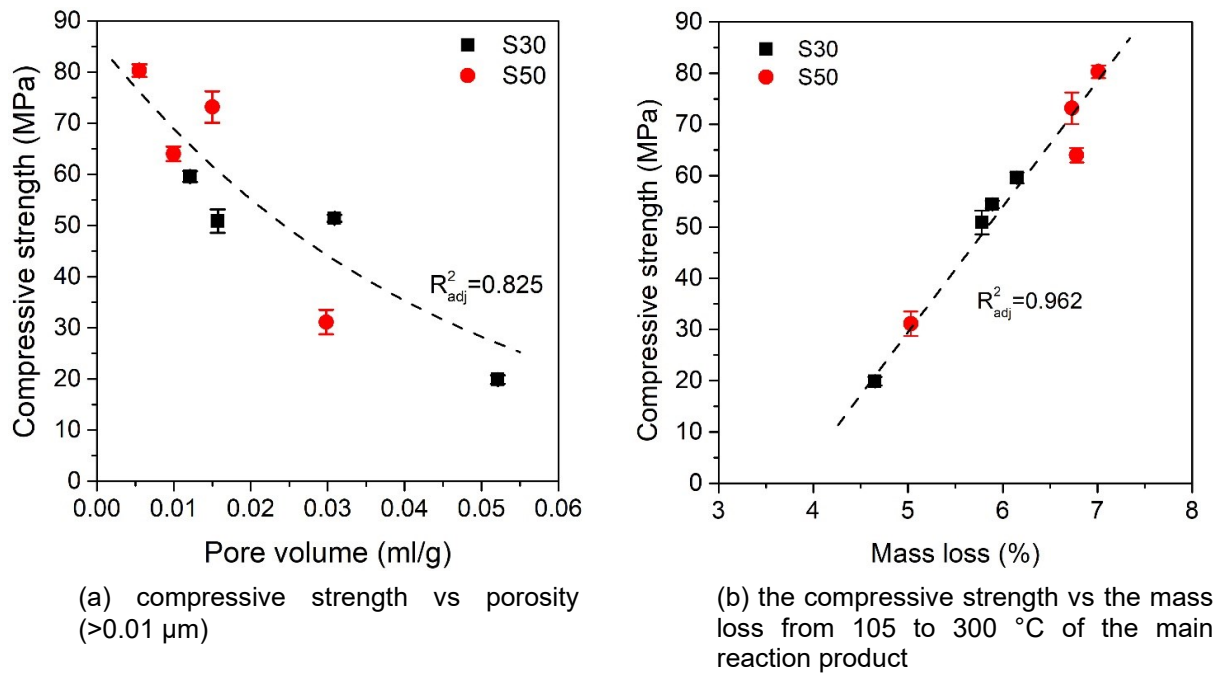 90
80
70
60
50
40
30
20
10
0
Compressive strength (MPa)
S30
S50
R²adj=0.825
0.00 0.01 0.02 0.03 0.04 0.05 0.06
Pore volume (ml/g)
(a) compressive strength vs porosity
(>0.01 µm)
90
80
70
60
50
40
30
20
10
0
Compressive strength (MPa)
S30
S50
R²adj=0.962
3 4 5 6 7 8
Mass loss (%)
(b) the compressive strength vs the mass
loss from 105 to 300 °C of the main
reaction product